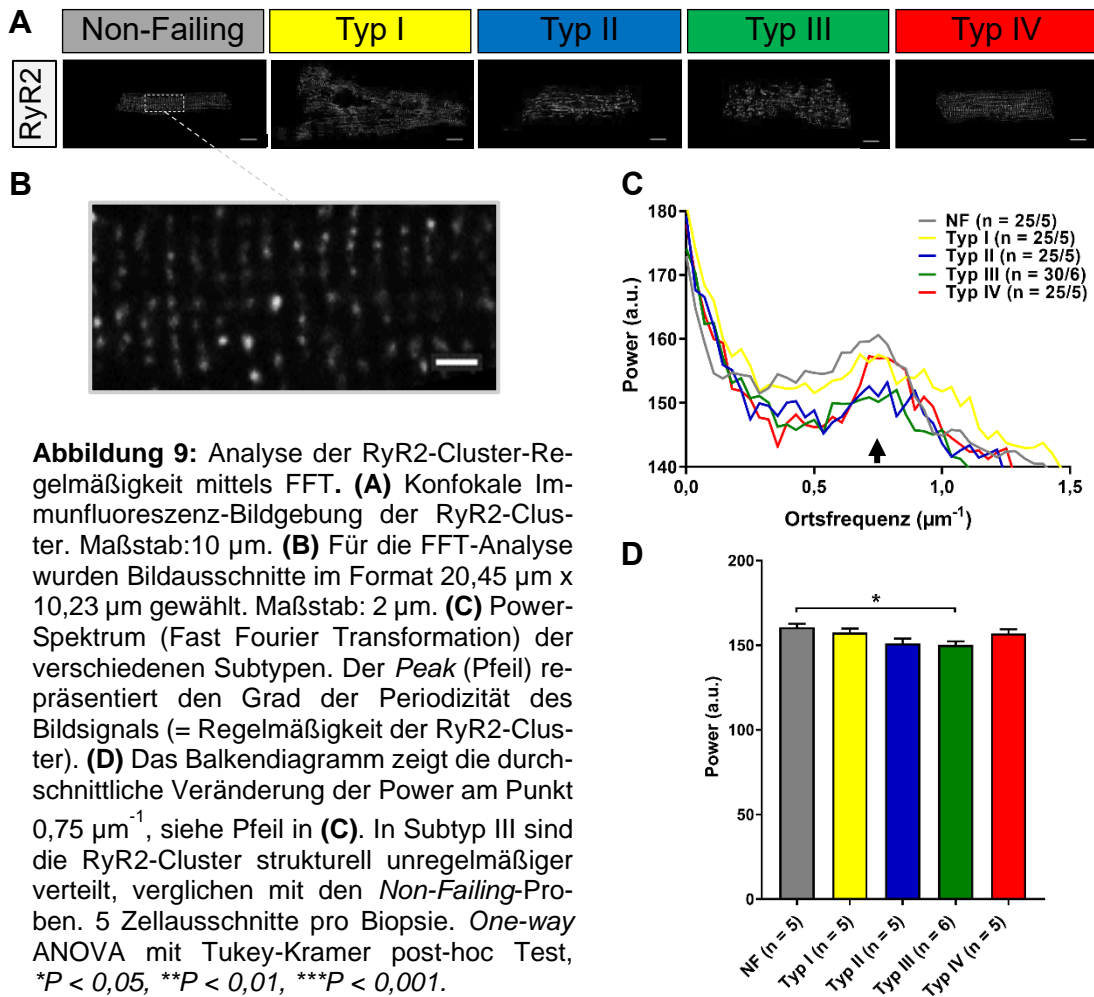 A
Non-Failing
Typ I
Typ II
Typ III
Typ IV
RyR2
B
C
180
170
160
150
140
Power (a.u.)
0,0
0,5
1,0
1,5
Ortsfrequenz (µm⁻¹)
NF (n = 25/5)
Typ I (n = 25/5)
Typ II (n = 25/5)
Typ III (n = 30/6)
Typ IV (n = 25/5)
Abbildung 9: Analyse der RyR2-Cluster-Re-
gelmäßigkeit mittels FFT. (A) Konfokale Im-
munfluoreszenz-Bildgebung der RyR2-Clus-
ter. Maßstab:10 µm. (B) Für die FFT-Analyse
wurden Bildausschnitte im Format 20,45 µm x
10,23 µm gewählt. Maßstab: 2 µm. (C) Power-
Spektrum (Fast Fourier Transformation) der
verschiedenen Subtypen. Der Peak (Pfeil) re-
präsentiert den Grad der Periodizität des
Bildsignals (= Regelmäßigkeit der RyR2-Clus-
ter). (D) Das Balkendiagramm zeigt die durch-
schnittliche Veränderung der Power am Punkt
0,75 µm⁻¹, siehe Pfeil in (C). In Subtyp III sind
die RyR2-Cluster strukturell unregelmäßiger
verteilt, verglichen mit den Non-Failing-Pro-
ben. 5 Zellausschnitte pro Biopsie. One-way
ANOVA mit Tukey-Kramer post-hoc Test,
*P < 0,05, **P < 0,01, ***P < 0,001.
D
200
150
100
50
0
Power (a.u.)
*
NF (n = 5)
Typ I (n = 5)
Typ II (n = 5)
Typ III (n = 6)
Typ IV (n = 5)